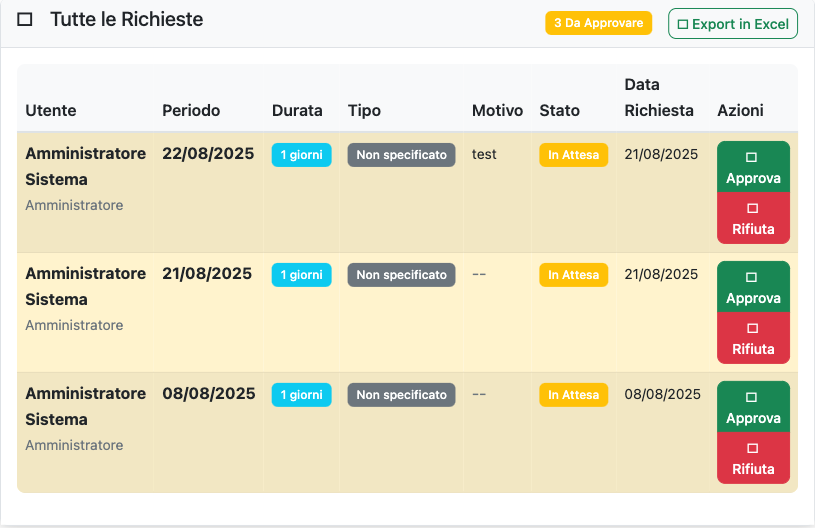 Tutte le Richieste
3 Da Approvare
Export in Excel
Utente Periodo Durata Tipo Motivo Stato Data Richiesta Azioni
Amministratore Sistema 22/08/2025 1 giorni Non specificato test In Attesa 21/08/2025 Approva
Amministratore Rifiuta
Amministratore Sistema 21/08/2025 1 giorni Non specificato -- In Attesa 21/08/2025 Approva
Amministratore Rifiuta
Amministratore Sistema 08/08/2025 1 giorni Non specificato -- In Attesa 08/08/2025 Approva
Amministratore Rifiuta